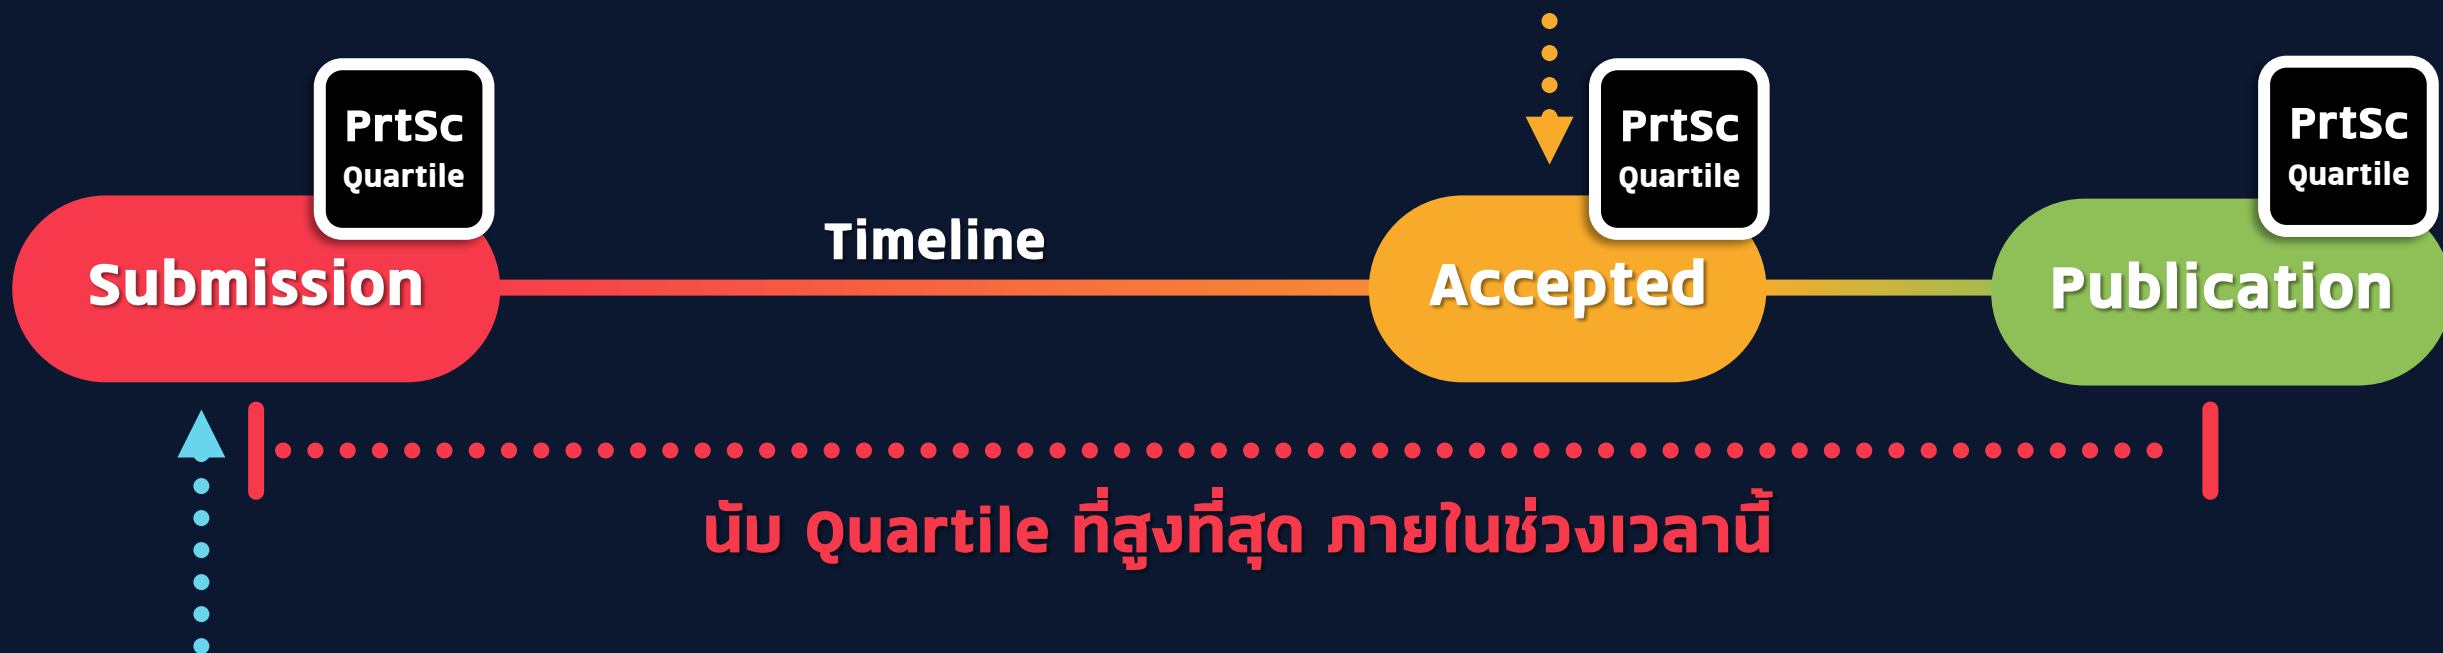 PrtSc
Quartile
PrtSc
Quartile
PrtSc
Quartile
Timeline
Submission
Accepted
Publication
นับ Quartile ที่สูงที่สุด ภายในช่วงเวลานี้